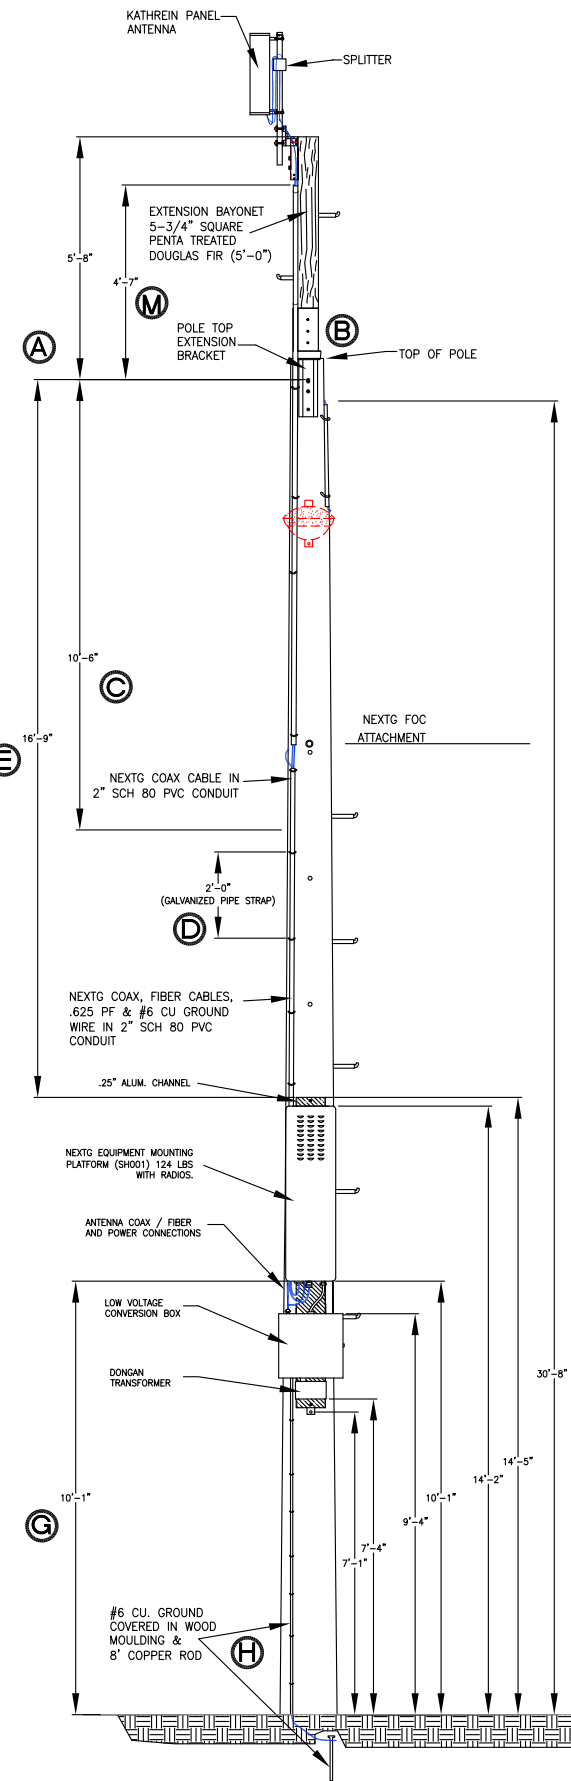 KATHREIN PANEL
ANTENNA
SPLITTER
EXTENSION BAYONET
5-3/4" SQUARE
PENTA TREATED
DOUGLAS FIR (5'-0")
5'-8"
4'-7"
M
POLE TOP
EXTENSION
BRACKET
B
TOP OF POLE
A
10'-6"
C
NEXTG FOC
ATTACHMENT
16'-9"
E
NEXTG COAX CABLE IN
2" SCH 80 PVC CONDUIT
2'-0"
(GALVANIZED PIPE STRAP)
D
NEXTG COAX, FIBER CABLES,
.625 PF & #6 CU GROUND
WIRE IN 2" SCH 80 PVC
CONDUIT
.25" ALUM. CHANNEL
NEXTG EQUIPMENT MOUNTING
PLATFORM (SH001) 124 LBS
WITH RADIOS.
ANTENNA COAX / FIBER
AND POWER CONNECTIONS
LOW VOLTAGE
CONVERSION BOX
DONGAN
TRANSFORMER
30'-8"
14'-5"
14'-2"
10'-1"
10'-1"
9'-4"
7'-4"
7'-1"
G
#6 CU. GROUND
COVERED IN WOOD
MOULDING &
8' COPPER ROD
H